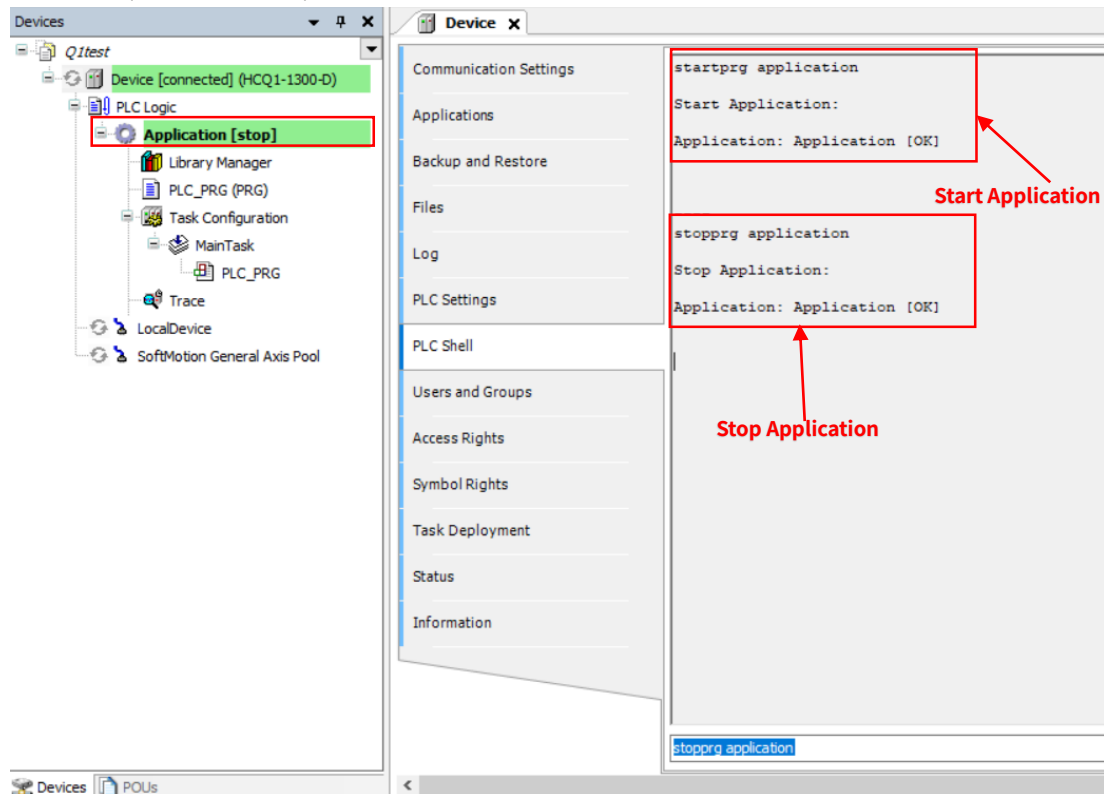 Devices
Q1test
Device [connected] (HCQ1-1300-D)
PLC Logic
Application [stop]
Library Manager
PLC_PRG (PRG)
Task Configuration
MainTask
PLC_PRG
Trace
LocalDevice
SoftMotion General Axis Pool
Devices
POUs
Device
Communication Settings
Applications
Backup and Restore
Files
Log
PLC Settings
PLC Shell
Users and Groups
Access Rights
Symbol Rights
Task Deployment
Status
Information
startprg application
Start Application:
Application: Application [OK]
Start Application
stopprg application
Stop Application:
Application: Application [OK]
Stop Application
stopprg application